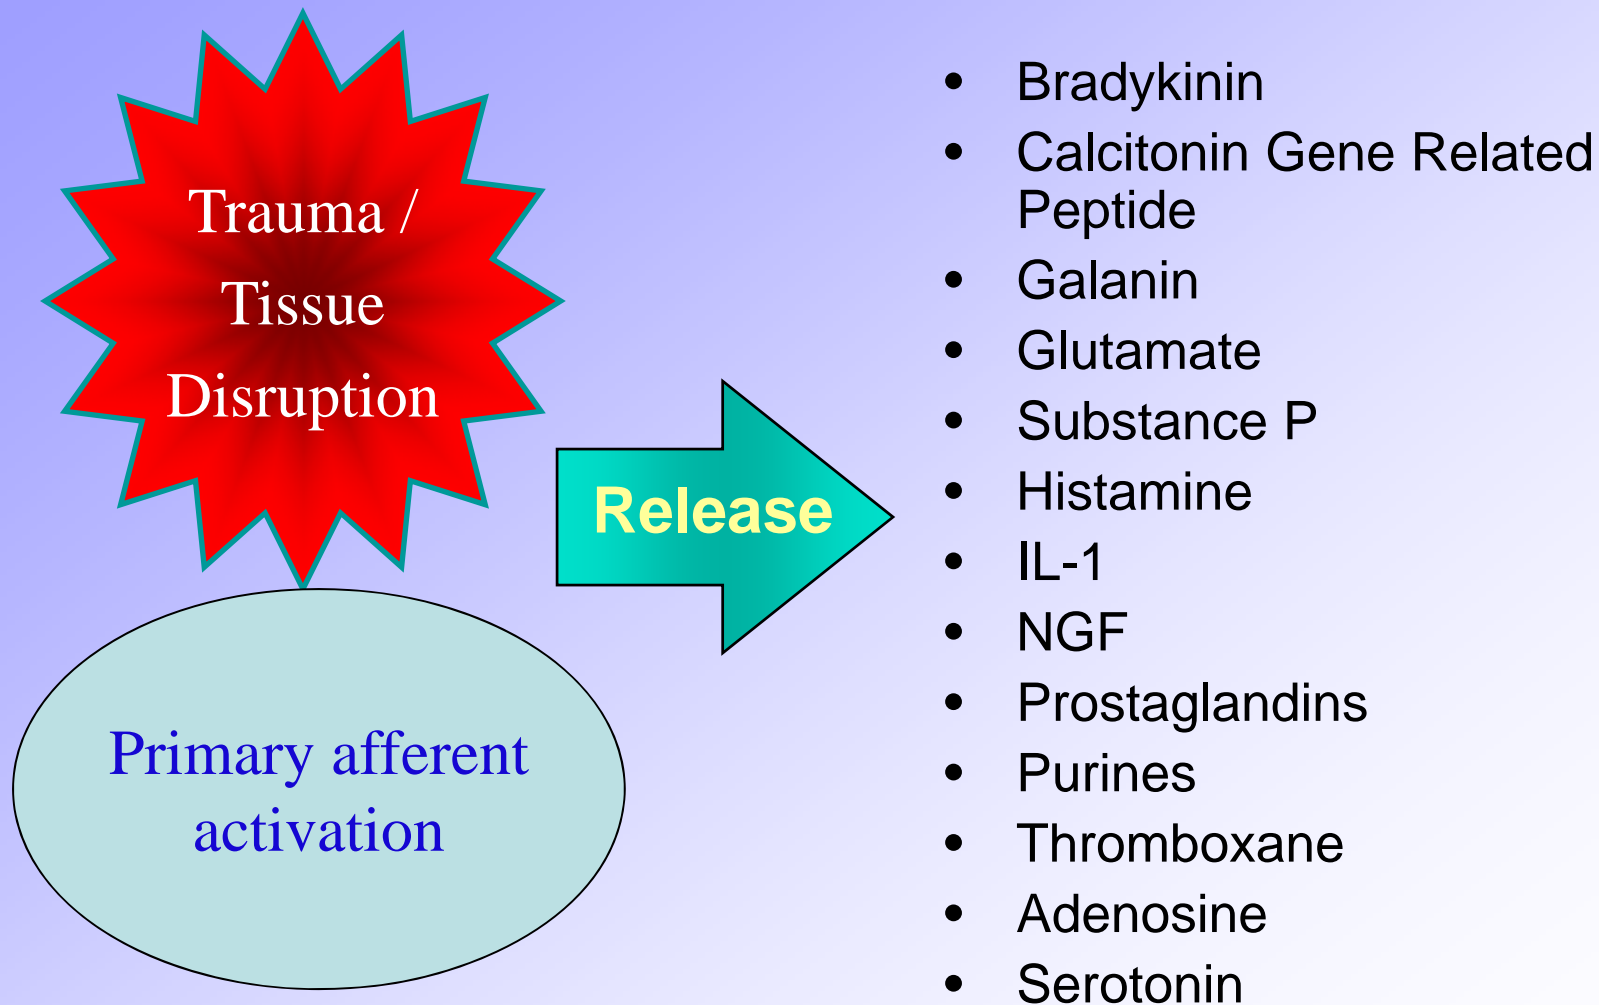 Trauma /
Tissue
Disruption
Primary afferent
activation
Release
• Bradykinin
• Calcitonin Gene Related
Peptide
• Galanin
• Glutamate
• Substance P
• Histamine
• IL-1
• NGF
• Prostaglandins
• Purines
• Thromboxane
• Adenosine
• Serotonin